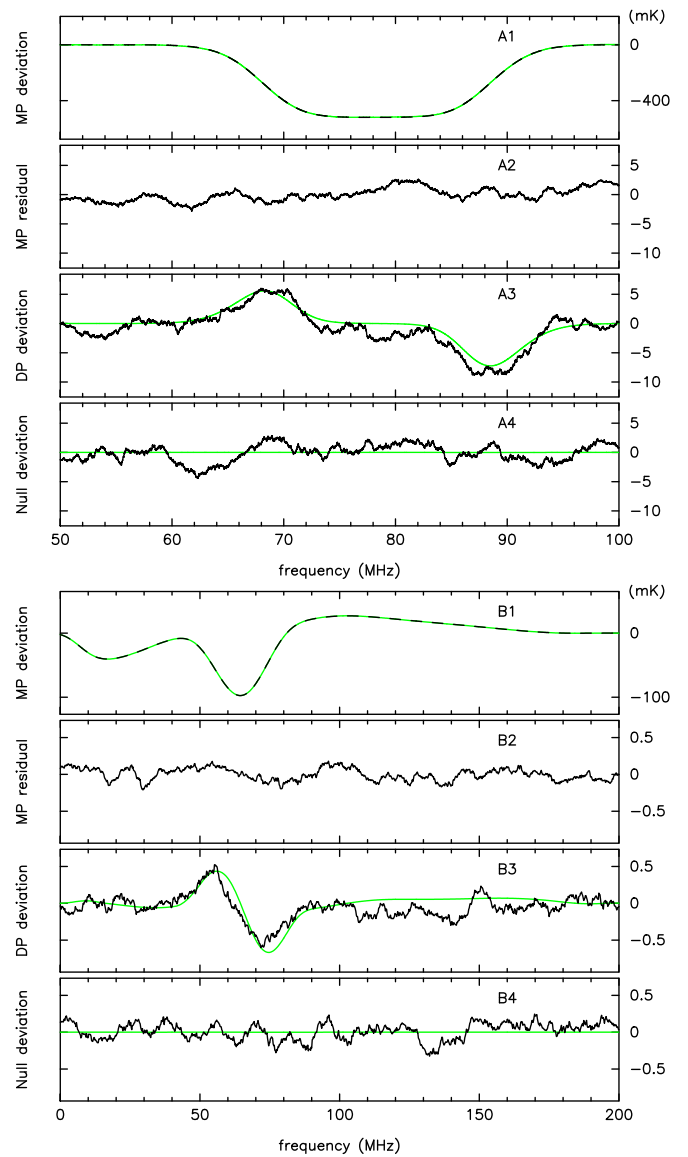 (mK)
A1
MP deviation
0
−400
A2
MP residual
5
0
−5
−10
A3
DP deviation
5
0
−5
−10
A4
Null deviation
5
0
−5
−10
50 60 70 80 90 100
frequency (MHz)
(mK)
B1
MP deviation
0
−100
B2
MP residual
0.5
0
−0.5
B3
DP deviation
0.5
0
−0.5
B4
Null deviation
0.5
0
−0.5
0 50 100 150 200
frequency (MHz)